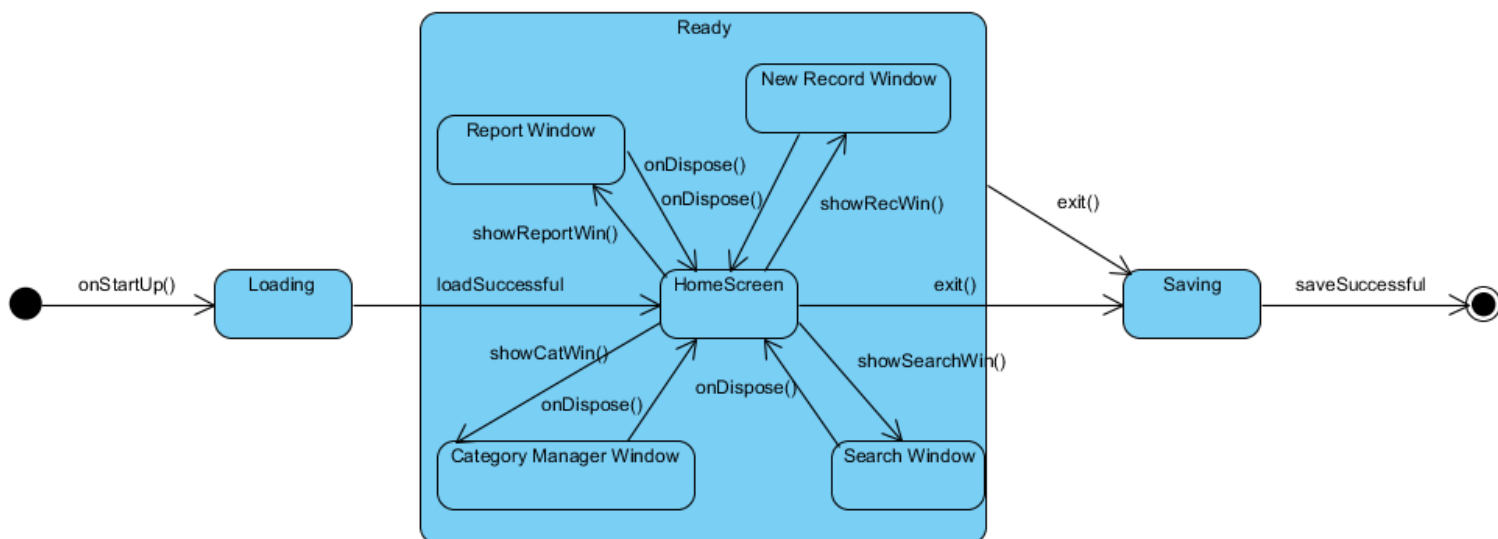 Ready
New Record Window
Report Window
onDispose()
onDispose()
showRecWin()
exit()
showReportWin()
onStartUp()
Loading
loadSuccessful
HomeScreen
exit()
Saving
saveSuccessful
showCatWin()
showSearchWin()
onDispose()
onDispose()
Category Manager Window
Search Window